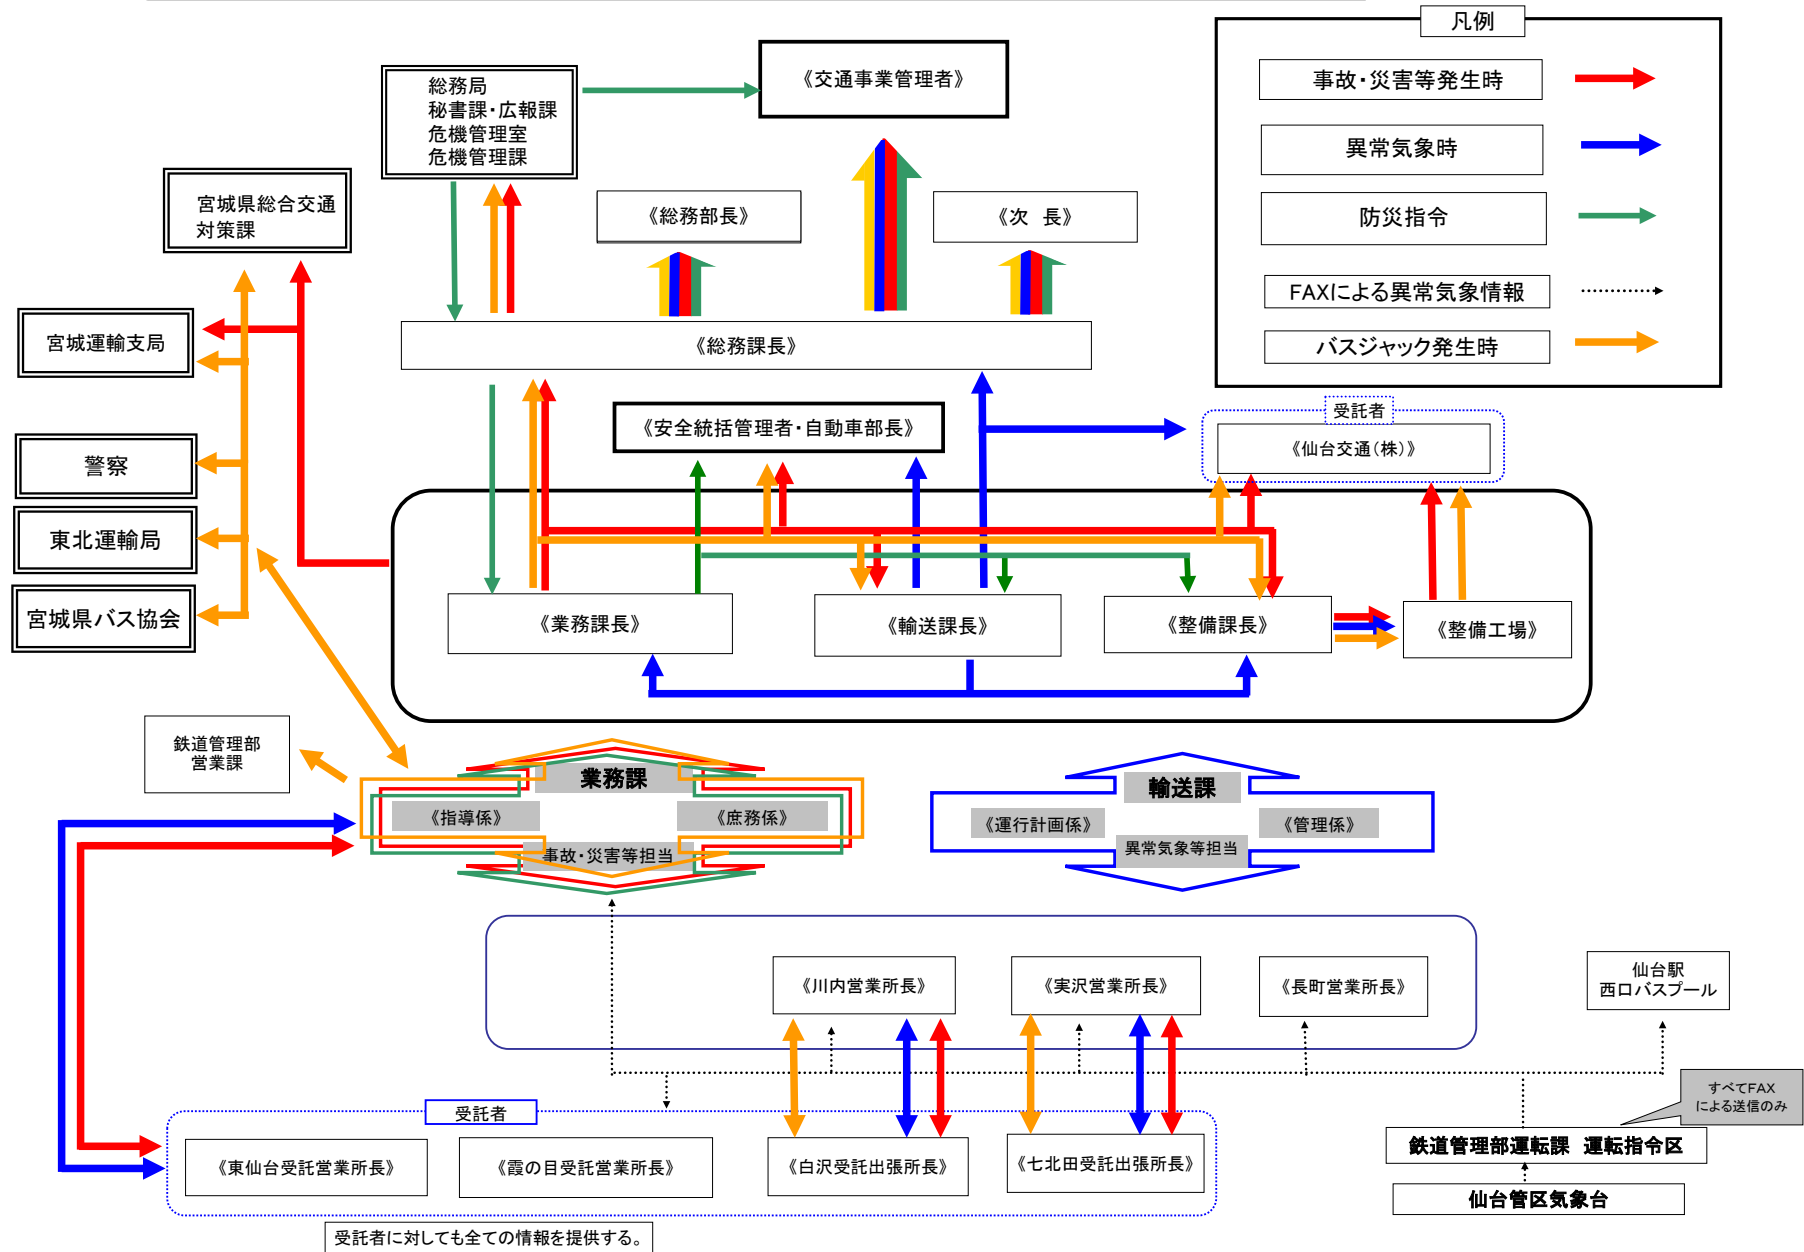 凡例
事故・災害等発生時
異常気象時
防災指令
FAXによる異常気象情報
バスジャック発生時
《交通事業管理者》
総務局
秘書課・広報課
危機管理室
危機管理課
宮城県総合交通
対策課
《総務部長》
《次　長》
宮城運輸支局
《総務課長》
警察
東北運輸局
宮城県バス協会
《安全統括管理者・自動車部長》
受託者
《仙台交通（株）》
《業務課長》
《輸送課長》
《整備課長》
《整備工場》
鉄道管理部
営業課
業務課
《指導係》
《庶務係》
事故・災害等担当
輸送課
《運行計画係》
《管理係》
異常気象等担当
《川内営業所長》
《実沢営業所長》
《長町営業所長》
仙台駅
西口バスプール
すべてFAX
による送信のみ
受託者
《東仙台受託営業所長》
《霞の目受託営業所長》
《白沢受託出張所長》
《七北田受託出張所長》
鉄道管理部運転課　運転指令区
仙台管区気象台
受託者に対しても全ての情報を提供する。